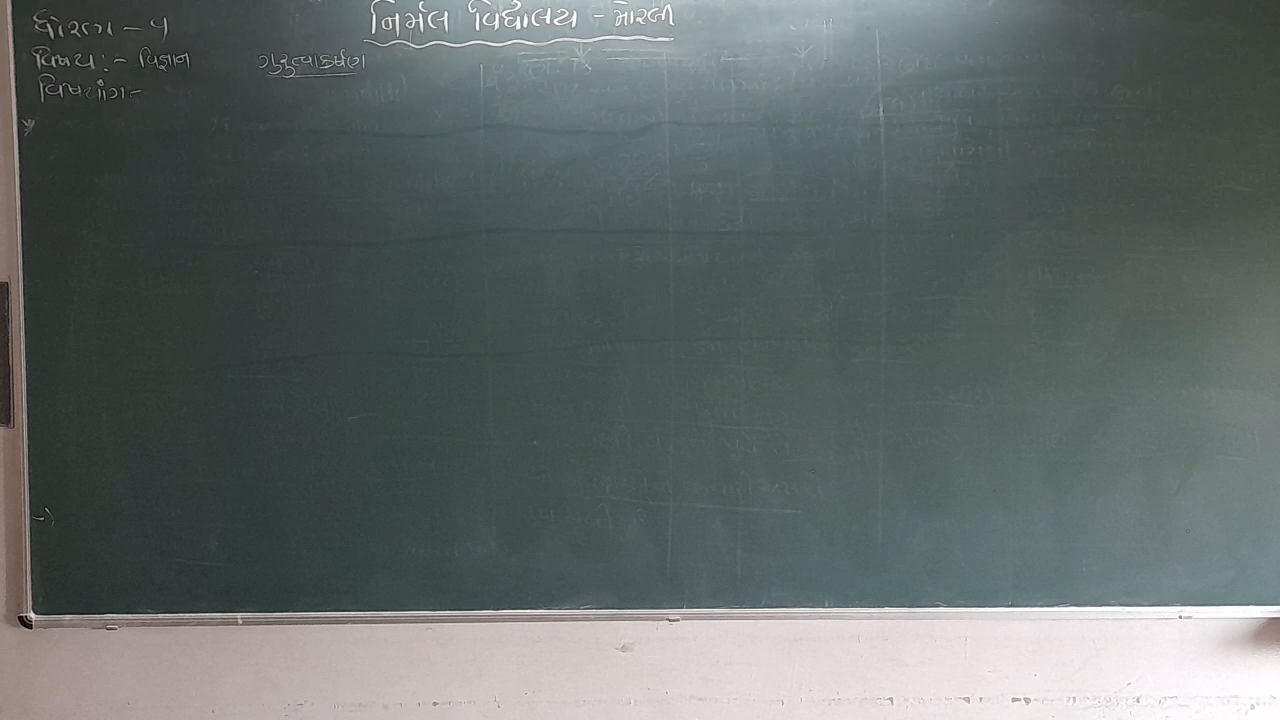 નિર્મલ વિદ્યાલય - મોરબી
ધોરણ - ૫
વિષય :- વિજ્ઞાન ગુરુત્વાકર્ષણ
વિષયાંગ -